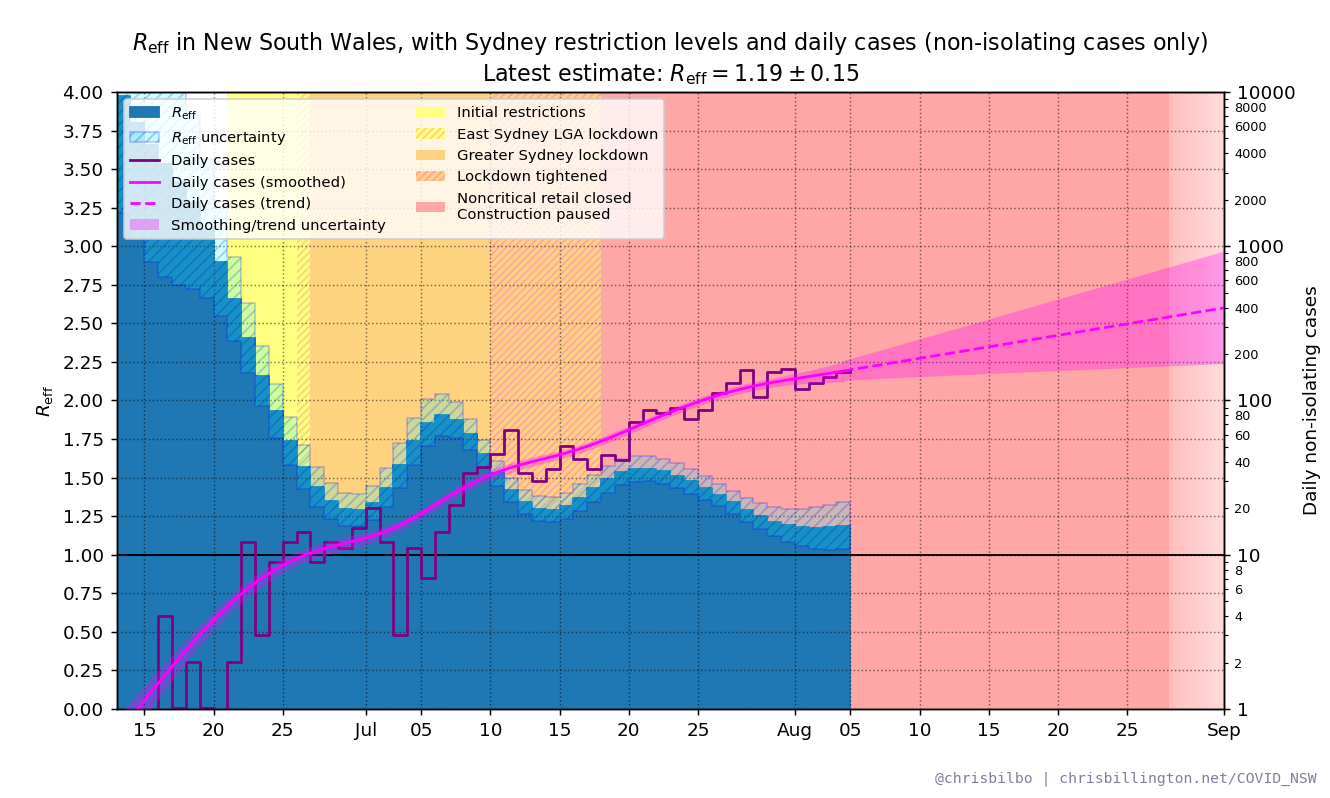 Reff in New South Wales, with Sydney restriction levels and daily cases (non-isolating cases only)
Latest estimate: Reff = 1.19 ± 0.15
Reff
Reff uncertainty
Daily cases
Daily cases (smoothed)
Daily cases (trend)
Smoothing/trend uncertainty
Initial restrictions
East Sydney LGA lockdown
Greater Sydney lockdown
Lockdown tightened
Noncritical retail closed
Construction paused
4.00
3.75
3.50
3.25
3.00
2.75
2.50
2.25
2.00
1.75
1.50
1.25
1.00
0.75
0.50
0.25
0.00
Reff
10000
8000
6000
4000
2000
1000
800
600
400
200
100
80
60
40
20
10
8
6
4
2
1
Daily non-isolating cases
15 20 25 Jul 05 10 15 20 25 Aug 05 10 15 20 25 Sep
@chrisbilbo | chrisbillington.net/COVID_NSW